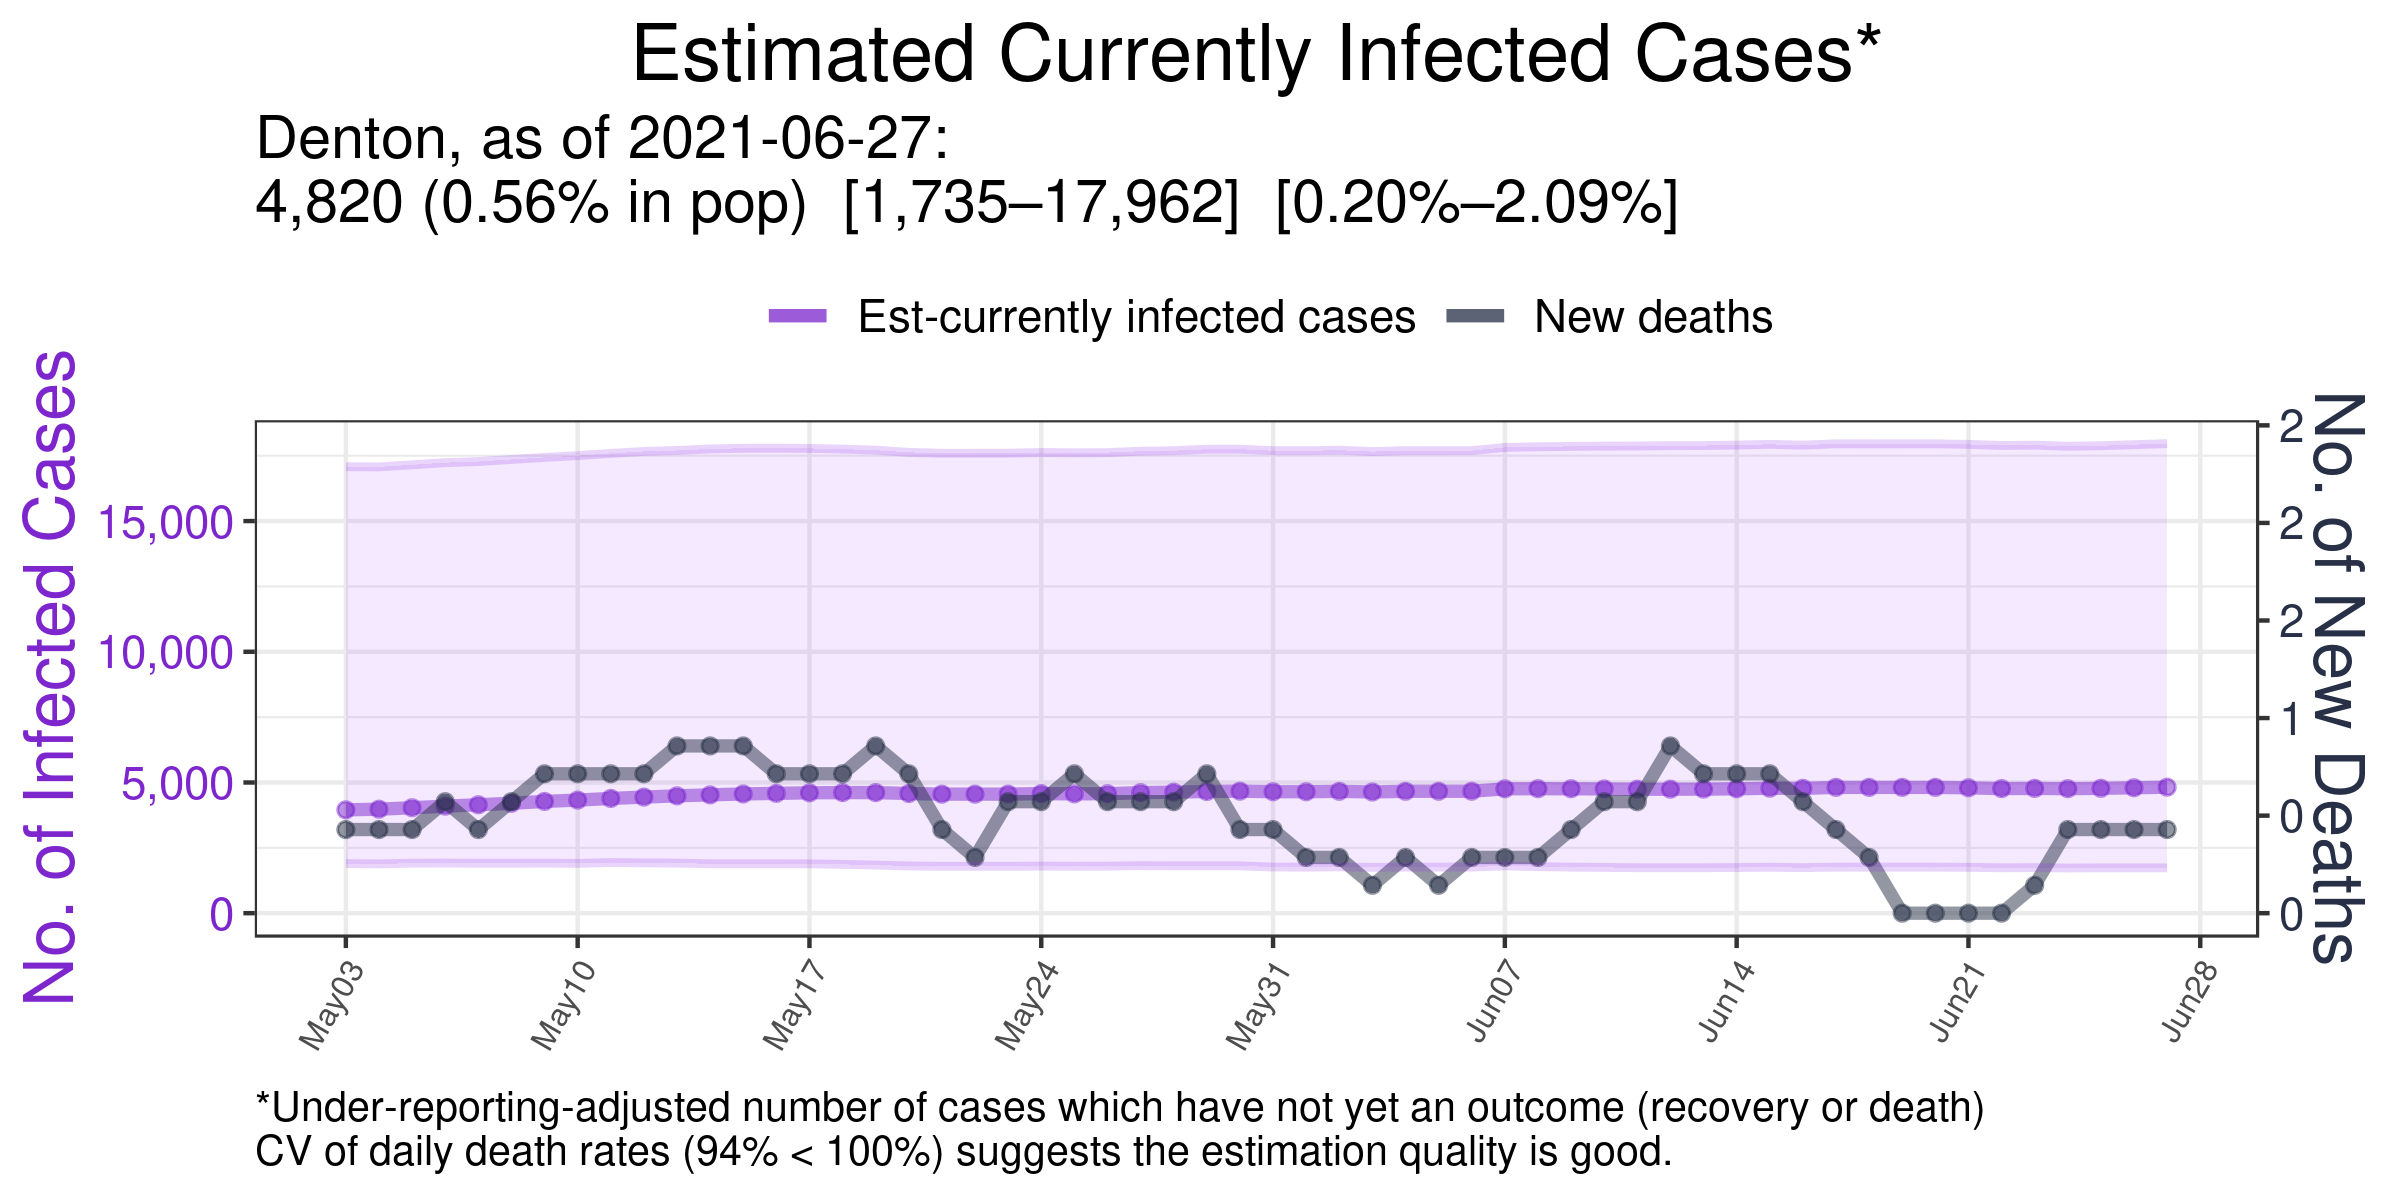 Estimated Currently Infected Cases*
Denton, as of 2021-06-27:
4,820 (0.56% in pop) [1,735–17,962] [0.20%–2.09%]
Est-currently infected cases New deaths
No. of Infected Cases
15,000
10,000
5,000
0
2
2
2
1
0
0
No. of New Deaths
May03 May10 May17 May24 May31 Jun07 Jun14 Jun21 Jun28
*Under-reporting-adjusted number of cases which have not yet an outcome (recovery or death)
CV of daily death rates (94% < 100%) suggests the estimation quality is good.